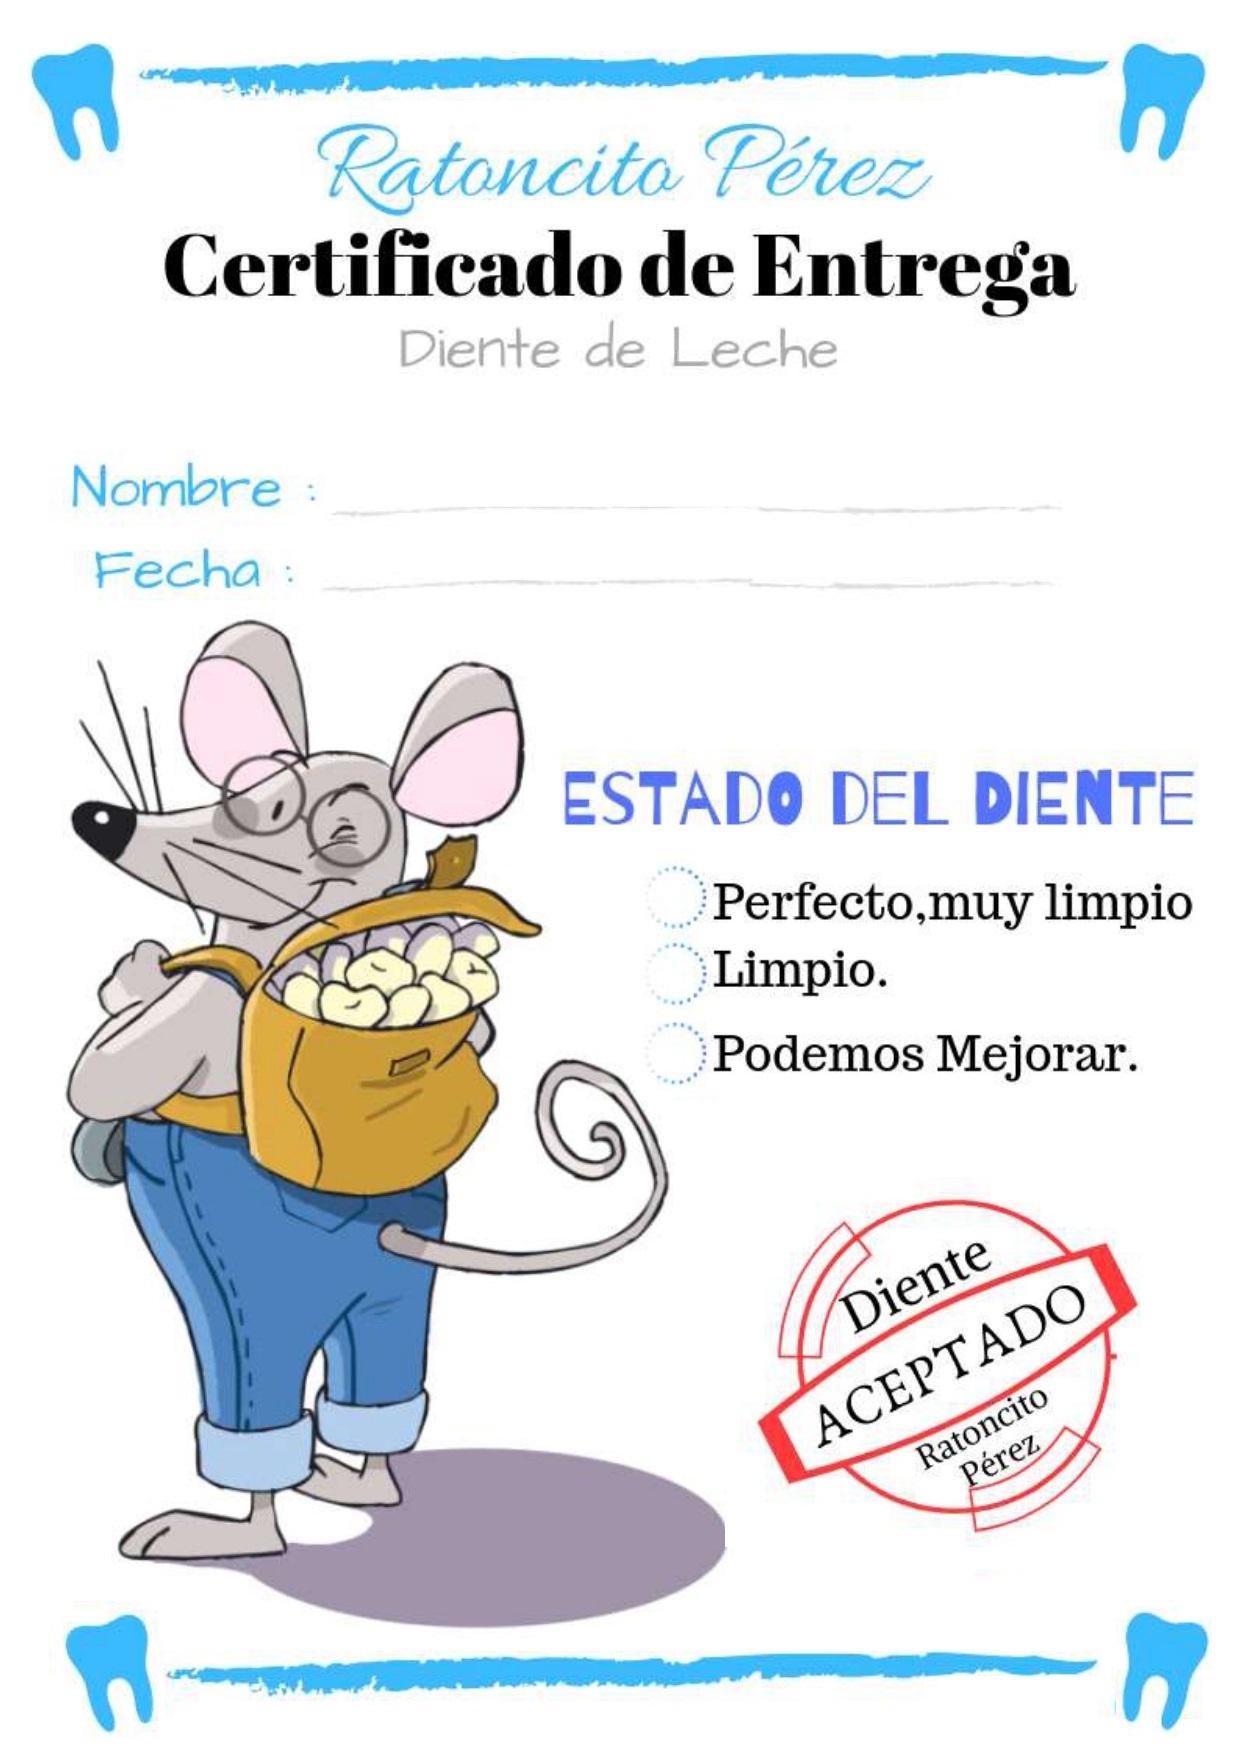 Ratoncito Pérez
Certificado de Entrega
Diente de Leche
Nombre :
Fecha :
ESTADO DEL DIENTE
Perfecto,muy limpio
Limpio.
Podemos Mejorar.
Diente
ACEPTADO
Ratoncito
Pérez